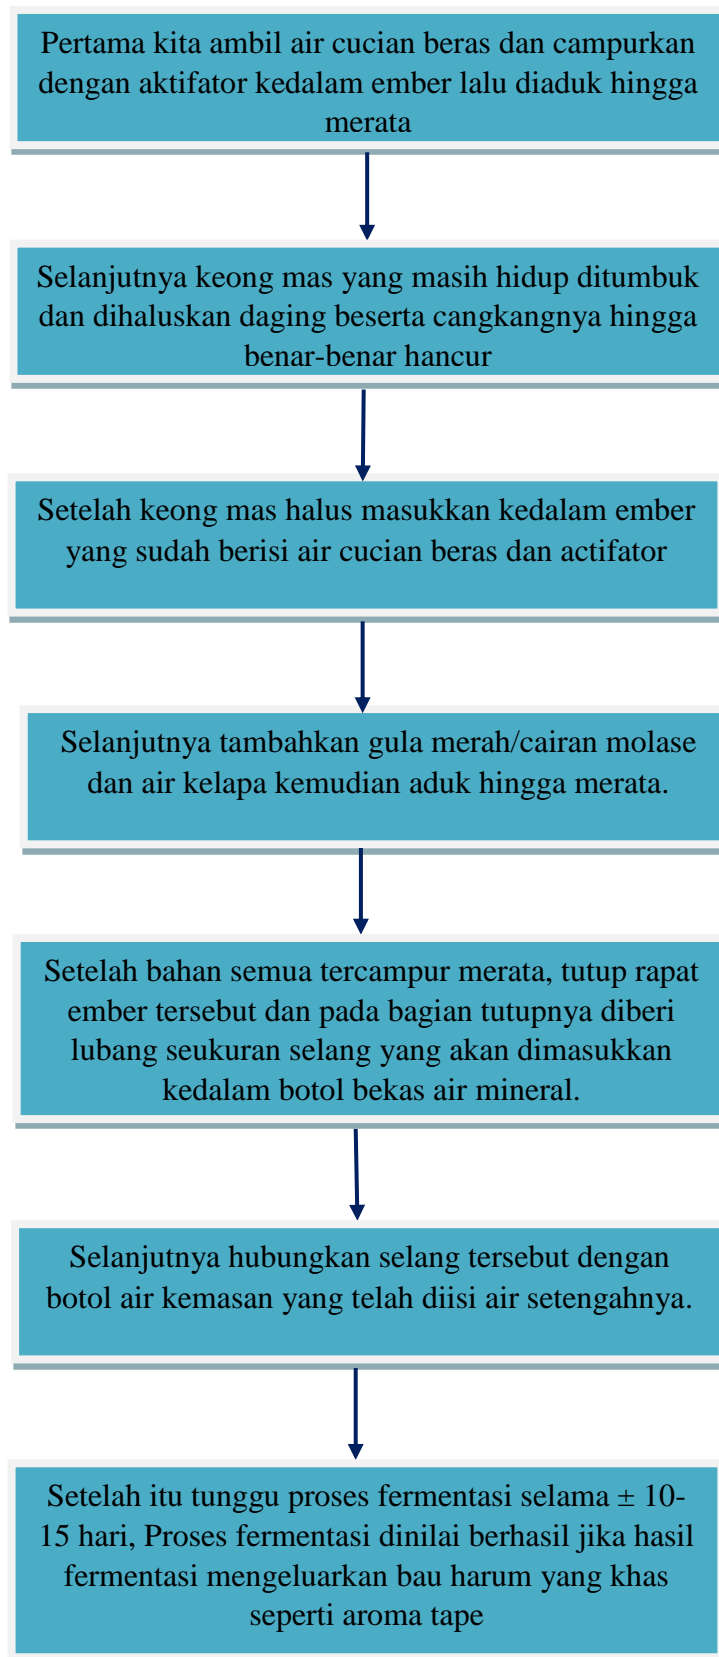 Pertama kita ambil air cucian beras dan campurkan
dengan aktifator kedalam ember lalu diaduk hingga
merata
Selanjutnya keong mas yang masih hidup ditumbuk
dan dihaluskan daging beserta cangkangnya hingga
benar-benar hancur
Setelah keong mas halus masukkan kedalam ember
yang sudah berisi air cucian beras dan actifator
Selanjutnya tambahkan gula merah/cairan molase
dan air kelapa kemudian aduk hingga merata.
Setelah bahan semua tercampur merata, tutup rapat
ember tersebut dan pada bagian tutupnya diberi
lubang seukuran selang yang akan dimasukkan
kedalam botol bekas air mineral.
Selanjutnya hubungkan selang tersebut dengan
botol air kemasan yang telah diisi air setengahnya.
Setelah itu tunggu proses fermentasi selama ± 10-
15 hari, Proses fermentasi dinilai berhasil jika hasil
fermentasi mengeluarkan bau harum yang khas
seperti aroma tape